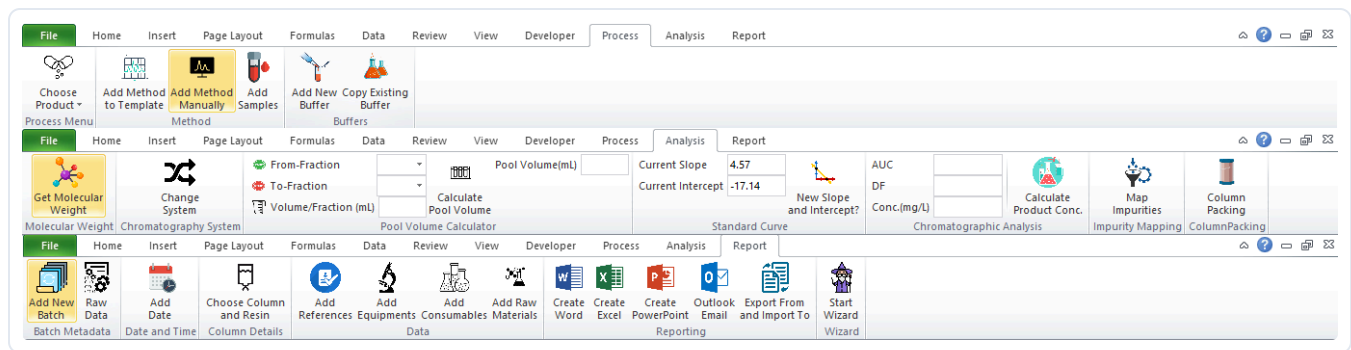 File Home Insert Page Layout Formulas Data Review View Developer Process Analysis Report
Choose Add Method Add Method Add Add New Copy Existing
Product to Template Manually Samples Buffer Buffer
Process Menu Method Buffers
File Home Insert Page Layout Formulas Data Review View Developer Process Analysis Report
From-Fraction Pool Volume(mL) Current Slope 4.57 AUC
To-Fraction Current Intercept -17.14 DF
Get Molecular Change Calculate New Slope Calculate Map Column
Weight System Volume/Fraction (mL) Pool Volume and Intercept? Conc.(mg/L) Product Conc. Impurities Packing
Molecular Weight Chromatography System Pool Volume Calculator Standard Curve Chromatographic Analysis Impurity Mapping ColumnPacking
File Home Insert Page Layout Formulas Data Review View Developer Process Analysis Report
Add New Raw Add Choose Column Add Add Add Add Raw Create Create Create Outlook Export From Start
Batch Data Date and Resin References Equipments Consumables Materials Word Excel PowerPoint Email and Import To Wizard
Batch Metadata Date and Time Column Details Data Reporting Wizard